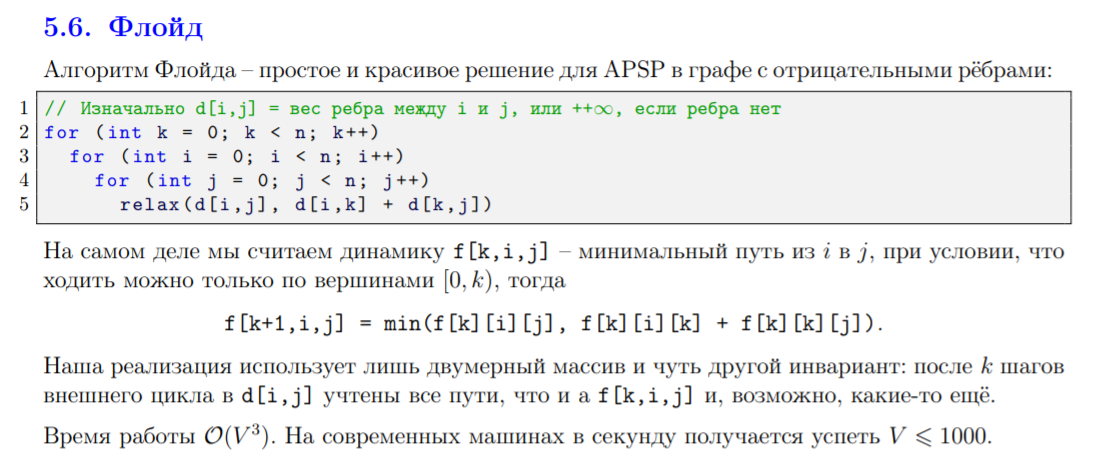 5.6. Флойд
Алгоритм Флойда – простое и красивое решение для APSP в графе с отрицательными рёбрами:
1 // Изначально d[i,j] = вес ребра между i и j, или ++∞, если ребра нет
2 for (int k = 0; k < n; k++)
3   for (int i = 0; i < n; i++)
4     for (int j = 0; j < n; j++)
5       relax(d[i,j], d[i,k] + d[k,j])
На самом деле мы считаем динамику f[k,i,j] – минимальный путь из i в j, при условии, что
ходить можно только по вершинами [0, k), тогда
f[k+1,i,j] = min(f[k][i][j], f[k][i][k] + f[k][k][j]).
Наша реализация использует лишь двумерный массив и чуть другой инвариант: после k шагов
внешнего цикла в d[i,j] учтены все пути, что и а f[k,i,j] и, возможно, какие-то ещё.
Время работы O(V³). На современных машинах в секунду получается успеть V ⩽ 1000.